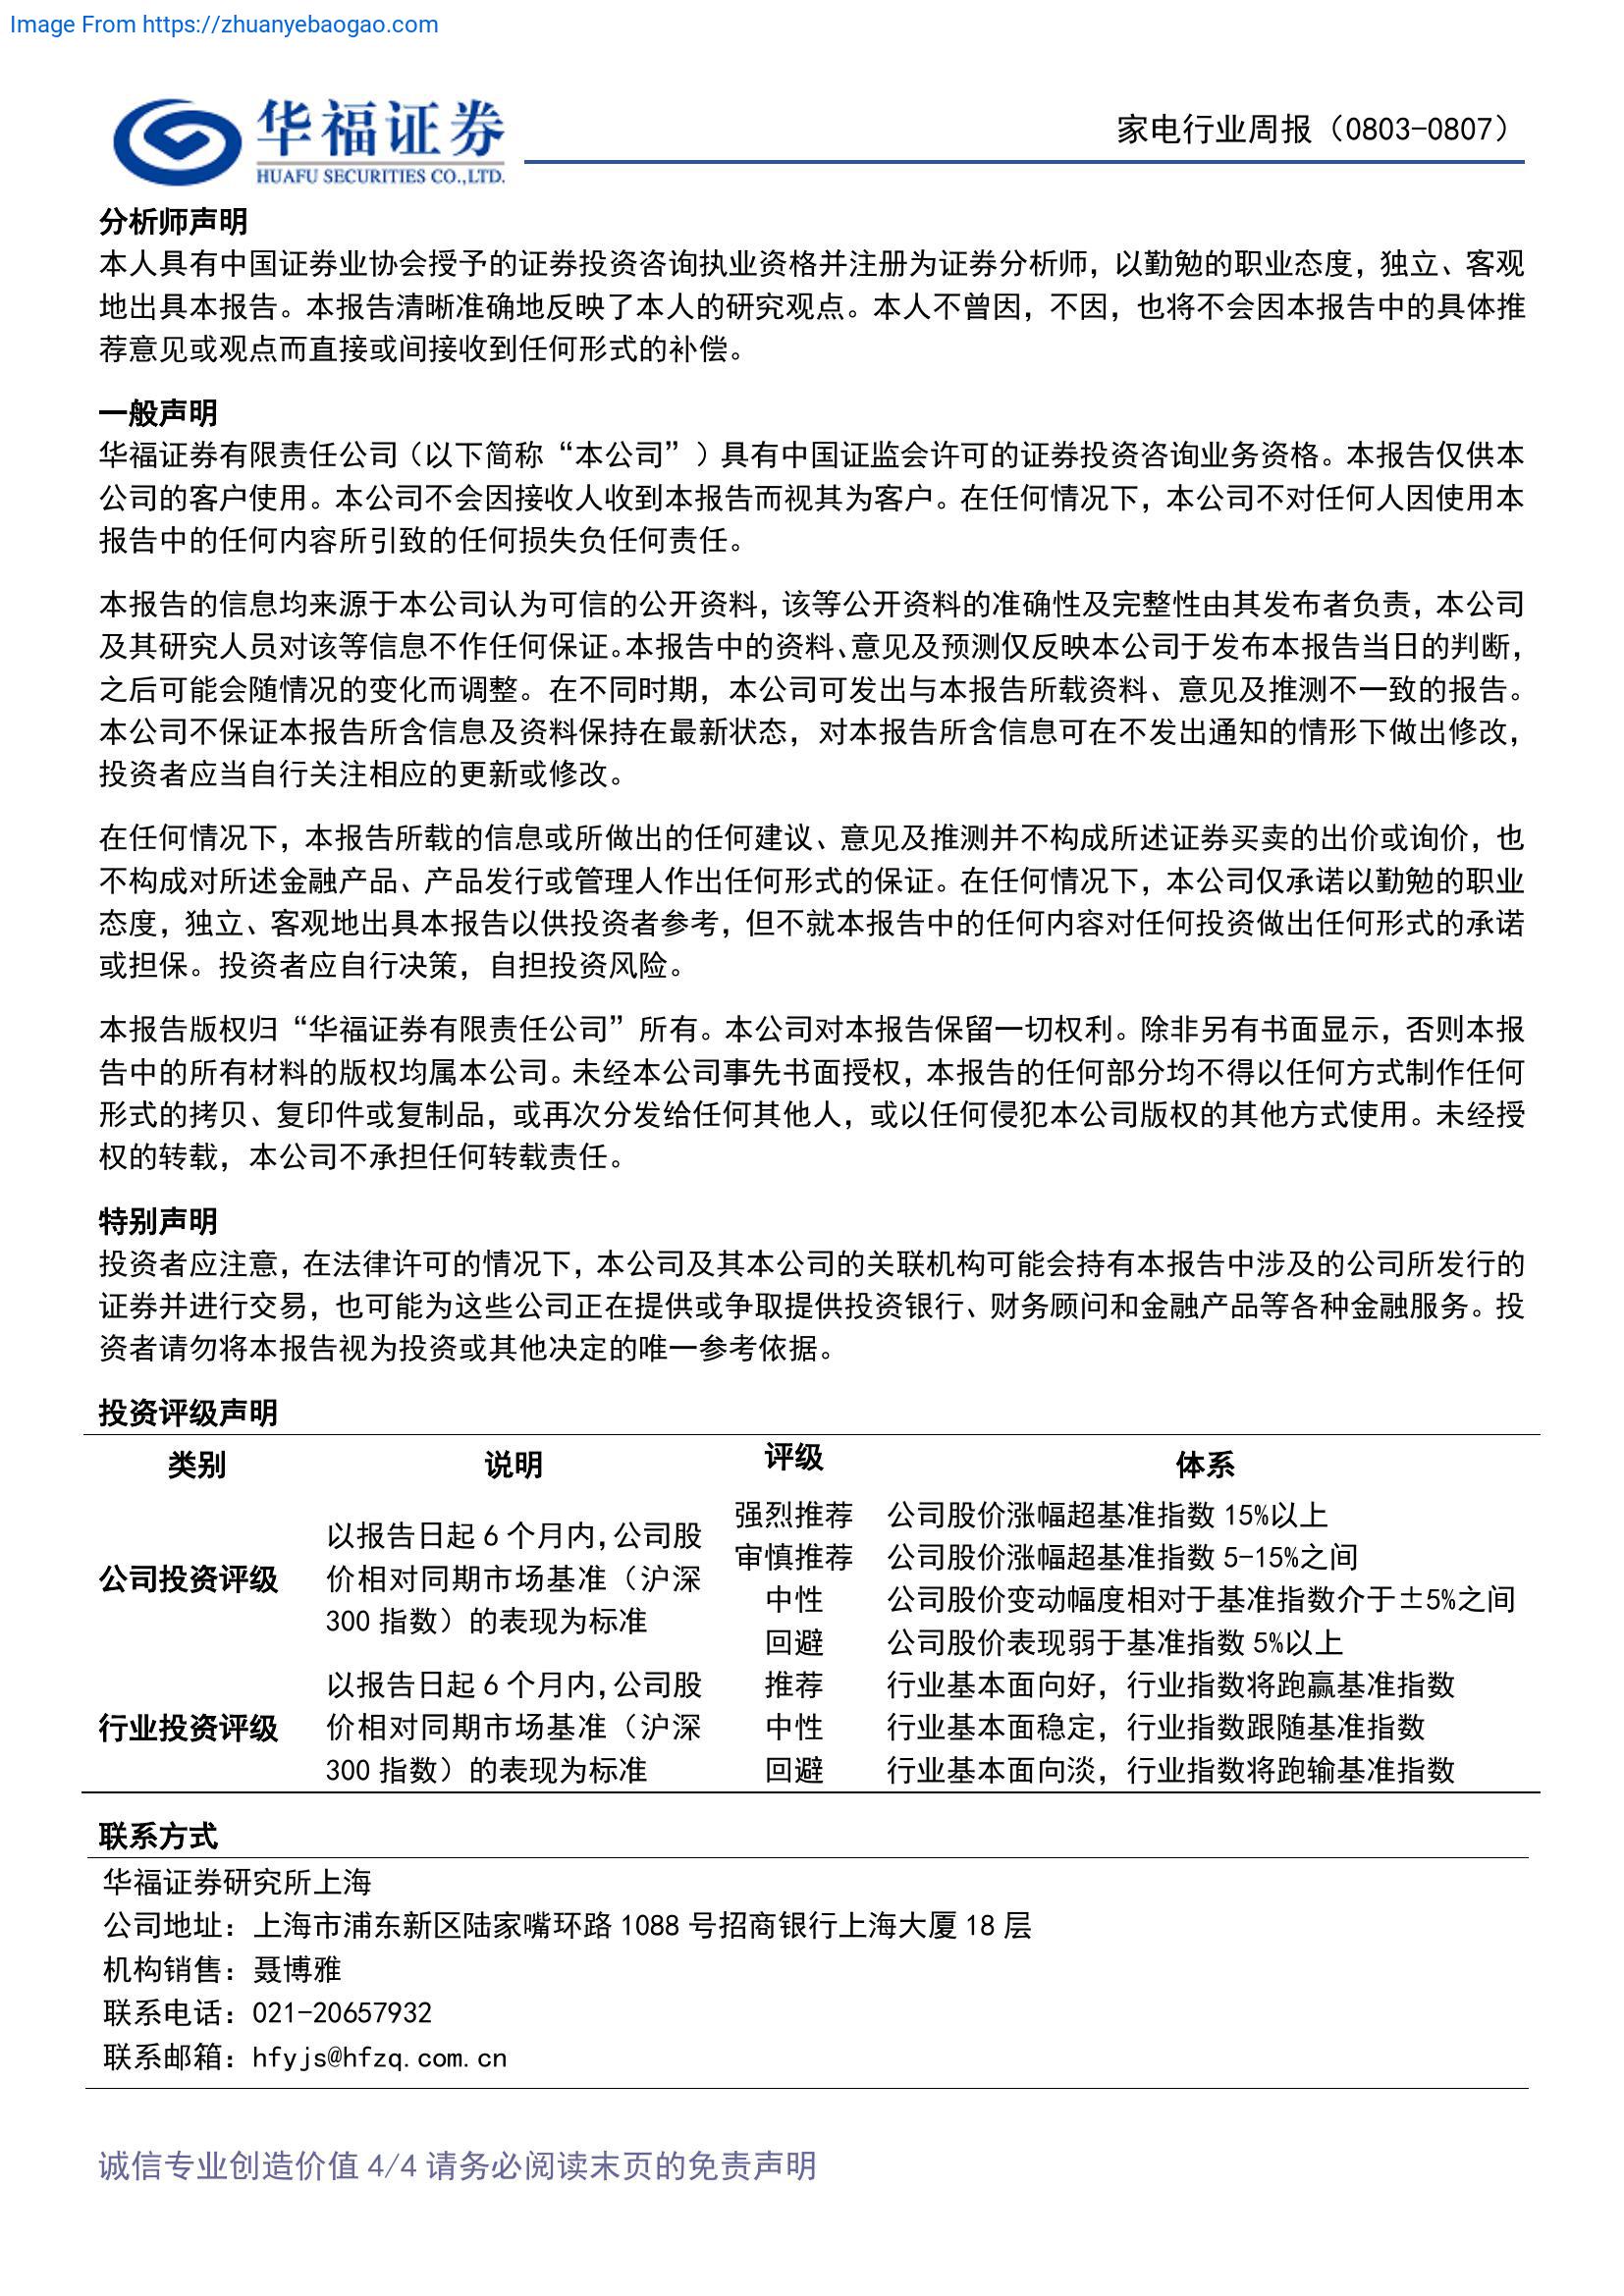 Image From https://zhuanyebaogao.com
华福证券
HUAFU SECURITIES CO.,LTD.
家电行业周报（0803-0807）
分析师声明
本人具有中国证券业协会授予的证券投资咨询执业资格并注册为证券分析师，以勤勉的职业态度，独立、客观
地出具本报告。本报告清晰准确地反映了本人的研究观点。本人不曾因，不因，也将不会因本报告中的具体推
荐意见或观点而直接或间接收到任何形式的补偿。
一般声明
华福证券有限责任公司（以下简称“本公司”）具有中国证监会许可的证券投资咨询业务资格。本报告仅供本
公司的客户使用。本公司不会因接收人收到本报告而视其为客户。在任何情况下，本公司不对任何人因使用本
报告中的任何内容所引致的任何损失负任何责任。
本报告的信息均来源于本公司认为可信的公开资料，该等公开资料的准确性及完整性由其发布者负责，本公司
及其研究人员对该等信息不作任何保证。本报告中的资料、意见及预测仅反映本公司于发布本报告当日的判断，
之后可能会随情况的变化而调整。在不同时期，本公司可发出与本报告所载资料、意见及推测不一致的报告。
本公司不保证本报告所含信息及资料保持在最新状态，对本报告所含信息可在不发出通知的情形下做出修改，
投资者应当自行关注相应的更新或修改。
在任何情况下，本报告所载的信息或所做出的任何建议、意见及推测并不构成所述证券买卖的出价或询价，也
不构成对所述金融产品、产品发行或管理人作出任何形式的保证。在任何情况下，本公司仅承诺以勤勉的职业
态度，独立、客观地出具本报告以供投资者参考，但不就本报告中的任何内容对任何投资做出任何形式的承诺
或担保。投资者应自行决策，自担投资风险。
本报告版权归“华福证券有限责任公司”所有。本公司对本报告保留一切权利。除非另有书面显示，否则本报
告中的所有材料的版权均属本公司。未经本公司事先书面授权，本报告的任何部分均不得以任何方式制作任何
形式的拷贝、复印件或复制品，或再次分发给任何其他人，或以任何侵犯本公司版权的其他方式使用。未经授
权的转载，本公司不承担任何转载责任。
特别声明
投资者应注意，在法律许可的情况下，本公司及其本公司的关联机构可能会持有本报告中涉及的公司所发行的
证券并进行交易，也可能为这些公司正在提供或争取提供投资银行、财务顾问和金融产品等各种金融服务。投
资者请勿将本报告视为投资或其他决定的唯一参考依据。
投资评级声明
类别 说明 评级 体系
公司投资评级
以报告日起 6 个月内，公司股
价相对同期市场基准（沪深
300 指数）的表现为标准
强烈推荐 公司股价涨幅超基准指数 15%以上
审慎推荐 公司股价涨幅超基准指数 5-15%之间
中性 公司股价变动幅度相对于基准指数介于±5%之间
回避 公司股价表现弱于基准指数 5%以上
行业投资评级
以报告日起 6 个月内，公司股
价相对同期市场基准（沪深
300 指数）的表现为标准
推荐 行业基本面向好，行业指数将跑赢基准指数
中性 行业基本面稳定，行业指数跟随基准指数
回避 行业基本面向淡，行业指数将跑输基准指数
联系方式
华福证券研究所上海
公司地址：上海市浦东新区陆家嘴环路 1088 号招商银行上海大厦 18 层
机构销售：聂博雅
联系电话：021-20657932
联系邮箱：hfyjs@hfzq.com.cn
诚信专业创造价值 4/4 请务必阅读末页的免责声明